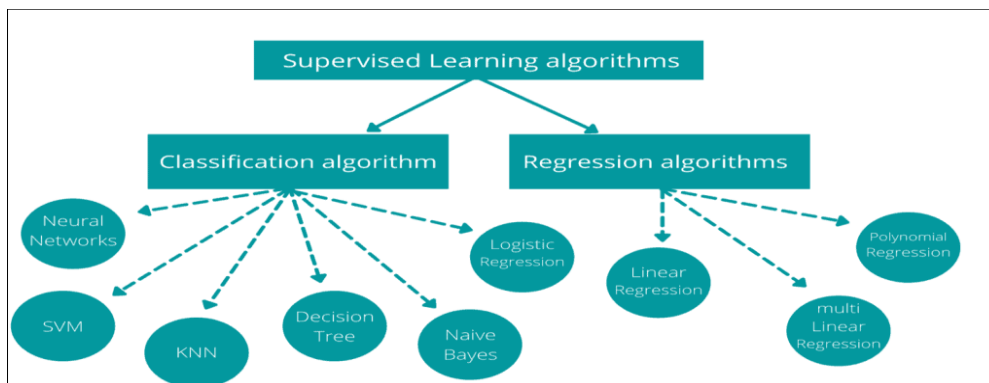 Supervised Learning algorithms
Classification algorithm
Regression algorithms
Neural
Networks
SVM
KNN
Decision
Tree
Naive
Bayes
Logistic
Regression
Linear
Regression
multi
Linear
Regression
Polynomial
Regression